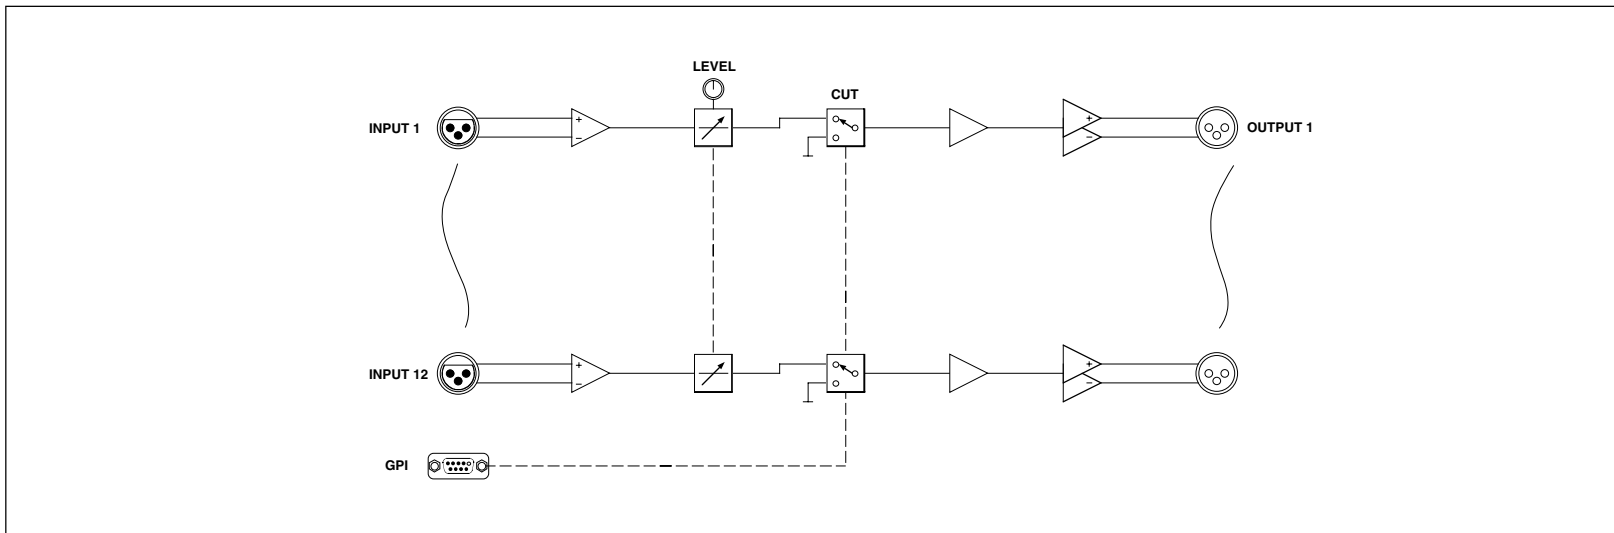 LEVEL
CUT
INPUT 1
+
−
+
−
OUTPUT 1
INPUT 12
+
−
+
−
GPI